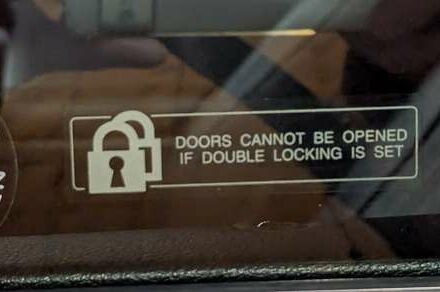 DOORS CANNOT BE OPENED
IF DOUBLE LOCKING IS SET